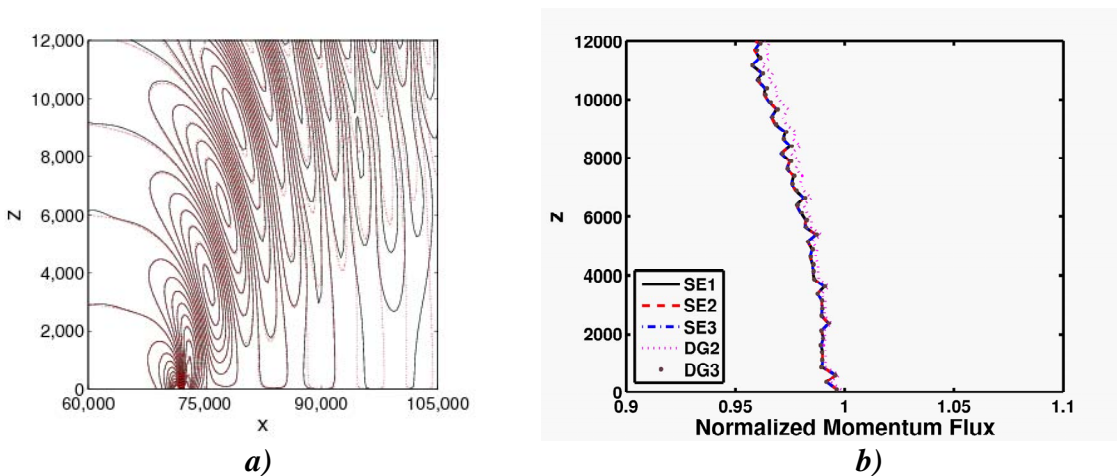 12,000
10,000
8,000
6,000
4,000
2,000
0
Z
60,000 75,000 90,000 105,000
X
a)
12000
10000
8000
6000
4000
2000
0
z
SE1
SE2
SE3
DG2
DG3
0.9 0.95 1 1.05 1.1
Normalized Momentum Flux
b)